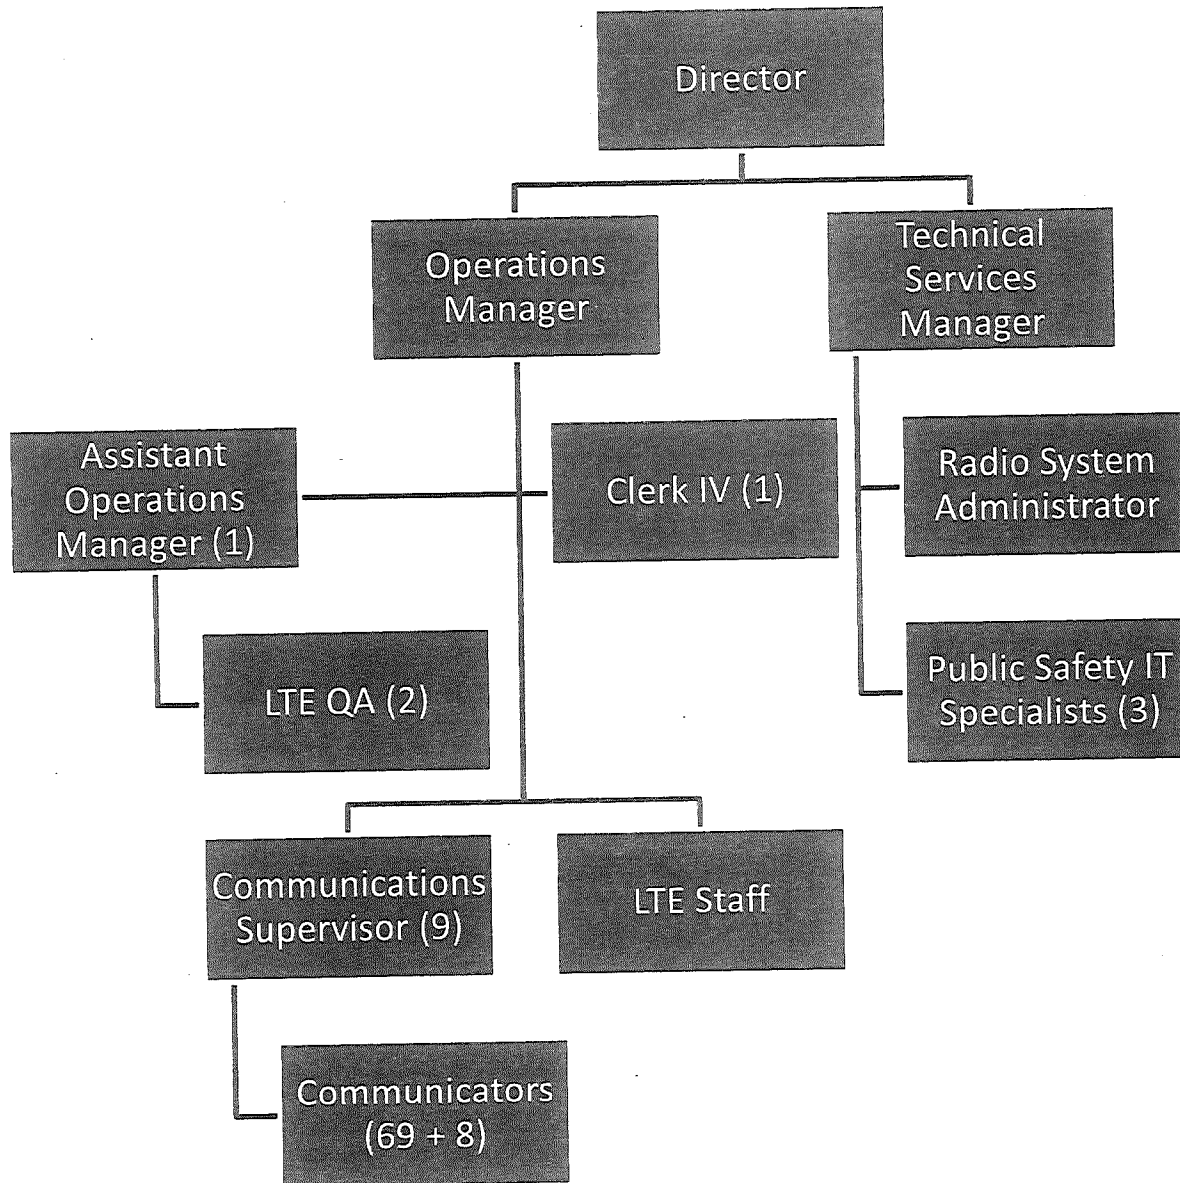 Director
Operations
Manager
Technical
Services
Manager
Assistant
Operations
Manager (1)
Clerk IV (1)
Radio System
Administrator
LTE QA (2)
Public Safety IT
Specialists (3)
Communications
Supervisor (9)
LTE Staff
Communicators
(69 + 8)